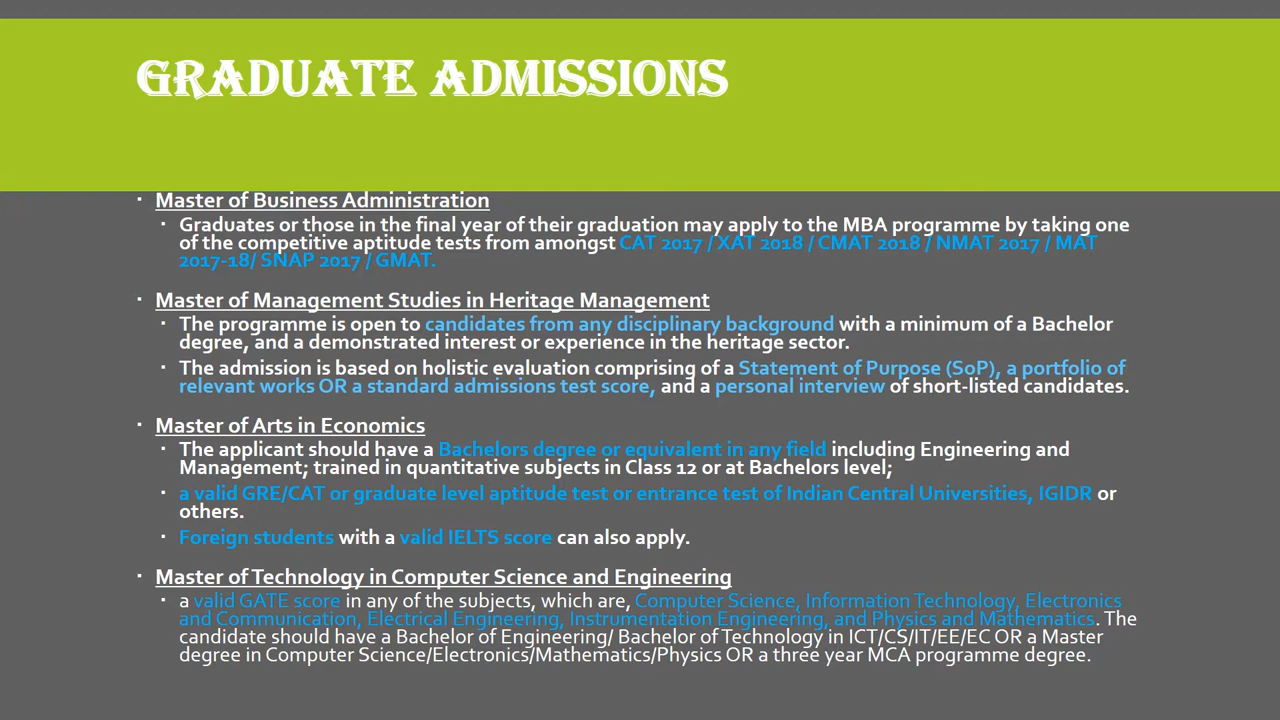 GRADUATE ADMISSIONS
Master of Business Administration
Graduates or those in the final year of their graduation may apply to the MBA programme by taking one
of the competitive aptitude tests from amongst CAT 2017 / XAT 2018 / CMAT 2018 / NMAT 2017 / MAT
2017-18/ SNAP 2017 / GMAT.
Master of Management Studies in Heritage Management
The programme is open to candidates from any disciplinary background with a minimum of a Bachelor
degree, and a demonstrated interest or experience in the heritage sector.
The admission is based on holistic evaluation comprising of a Statement of Purpose (SoP), a portfolio of
relevant works OR a standard admissions test score, and a personal interview of short-listed candidates.
Master of Arts in Economics
The applicant should have a Bachelors degree or equivalent in any field including Engineering and
Management; trained in quantitative subjects in Class 12 or at Bachelors level;
a valid GRE/CAT or graduate level aptitude test or entrance test of Indian Central Universities, IGIDR or
others.
Foreign students with a valid IELTS score can also apply.
Master of Technology in Computer Science and Engineering
a valid GATE score in any of the subjects, which are, Computer Science, Information Technology, Electronics
and Communication, Electrical Engineering, Instrumentation Engineering, and Physics and Mathematics. The
candidate should have a Bachelor of Engineering/ Bachelor of Technology in ICT/CS/IT/EE/EC OR a Master
degree in Computer Science/Electronics/Mathematics/Physics OR a three year MCA programme degree.